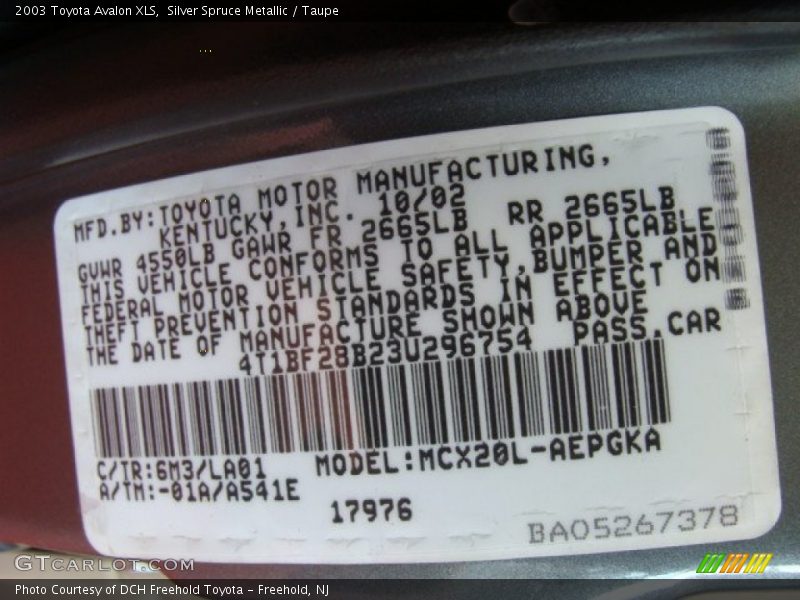 2003 Toyota Avalon XLS,  Silver Spruce Metallic / Taupe
MFD.BY:TOYOTA MOTOR MANUFACTURING,
KENTUCKY,INC. 10/02
GVWR 4550LB GAWR FR 2665LB RR 2665LB
THIS VEHICLE CONFORMS TO ALL APPLICABLE
FEDERAL MOTOR VEHICLE SAFETY,BUMPER AND
THEFT PREVENTION STANDARDS IN EFFECT ON
THE DATE OF MANUFACTURE SHOWN ABOVE
4T1BF28B23U296754 PASS.CAR
C/TR:6M3/LA01 MODEL:MCX20L-AEPGKA
A/TM:-01A/A541E
17976
BA05267378
GTCARLOT.COM
Photo Courtesy of DCH Freehold Toyota – Freehold, NJ